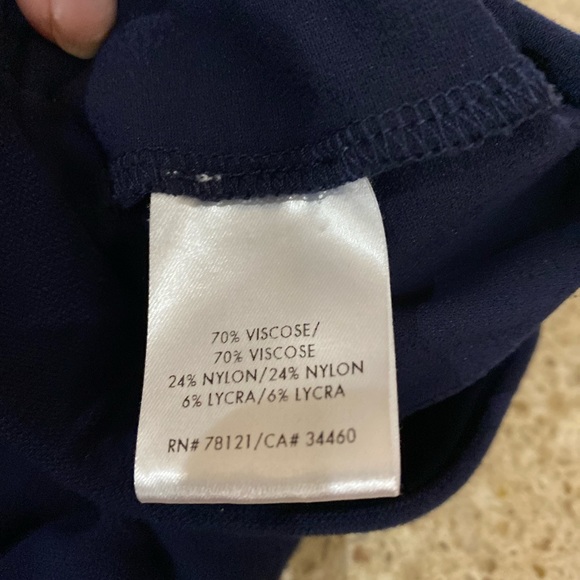 70% VISCOSE/
70% VISCOSE
24% NYLON/24% NYLON
6% LYCRA/6% LYCRA
RN# 78121/CA# 34460